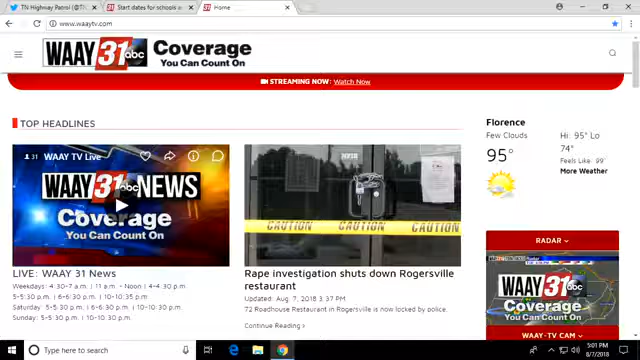 TN Highway Patrol (@TN
Start dates for schools
Home
www.waaytv.com
WAAY 31 abc
Coverage
You Can Count On
STREAMING NOW: Watch Now
TOP HEADLINES
31 WAAY TV Live
WAAY 31 abc NEWS
Coverage
You Can Count On
CAUTION CAUTION CAUTION
LIVE: WAAY 31 News
Weekdays: 4:30-7 a.m. | 11 a.m. - Noon | 4-4:30 p.m.
5-5:30 p.m. | 6-6:30 p.m. | 10-10:35 p.m.
Saturday: 5-5:30 p.m. | 6-6:30 p.m. | 10-10:30 p.m.
Sunday: 5-5:30 p.m. | 10-10:30 p.m.
Rape investigation shuts down Rogersville
restaurant
Updated: Aug. 7, 2018 3:37 PM
72 Roadhouse Restaurant in Rogersville is now locked by police.
Continue Reading
Florence
Few Clouds
95°
Hi: 95° Lo
74°
Feels Like: 99°
More Weather
RADAR
WAAY 31 abc
Coverage
You Can Count On
WAAY-TV CAM
Type here to search
5:01 PM
8/7/2018